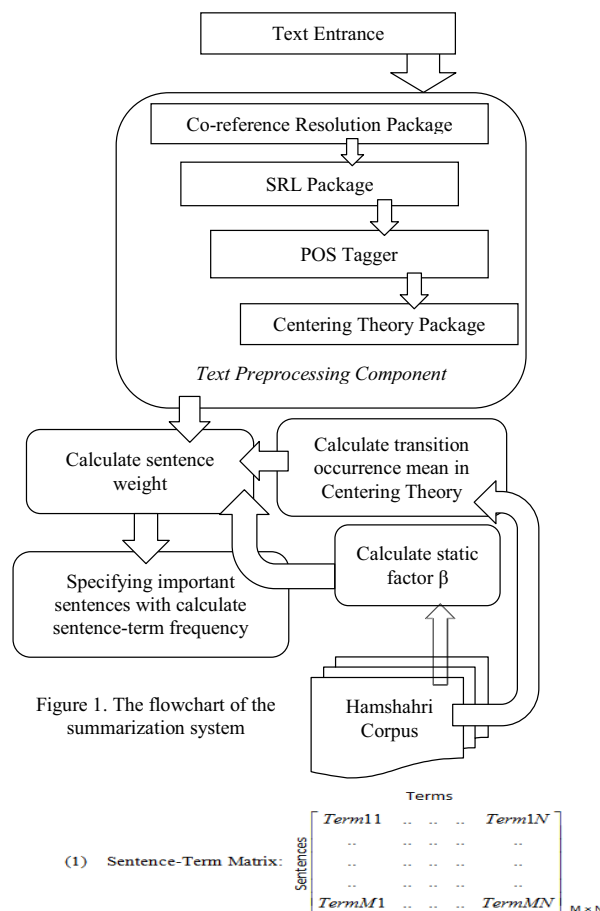 Text Entrance
Co-reference Resolution Package
SRL Package
POS Tagger
Centering Theory Package
Text Preprocessing Component
Calculate sentence
weight
Calculate transition
occurrence mean in
Centering Theory
Calculate static
factor β
Specifying important
sentences with calculate
sentence-term frequency
Hamshahri
Corpus
Figure 1. The flowchart of the
summarization system
Terms
(1) Sentence-Term Matrix:
Sentences
Term11 .. .. .. Term1N
.. .. .. .. ..
.. .. .. .. ..
.. .. .. .. ..
TermM1 .. .. .. TermMN
M×N